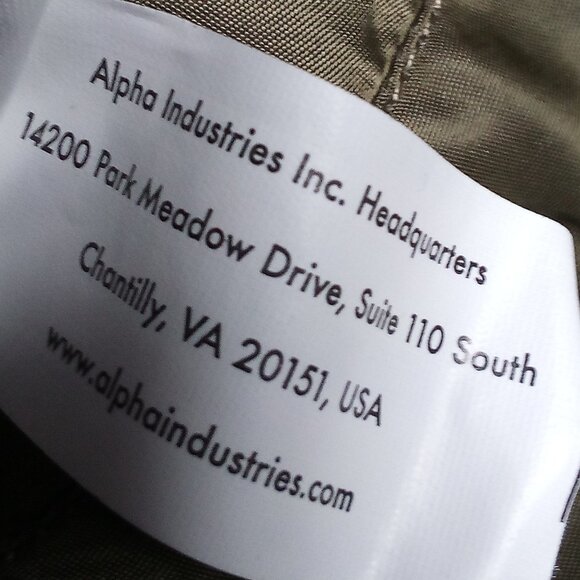 Alpha Industries Inc. Headquarters
14200 Park Meadow Drive, Suite 110 South
Chantilly, VA 20151, USA
www.alphaindustries.com